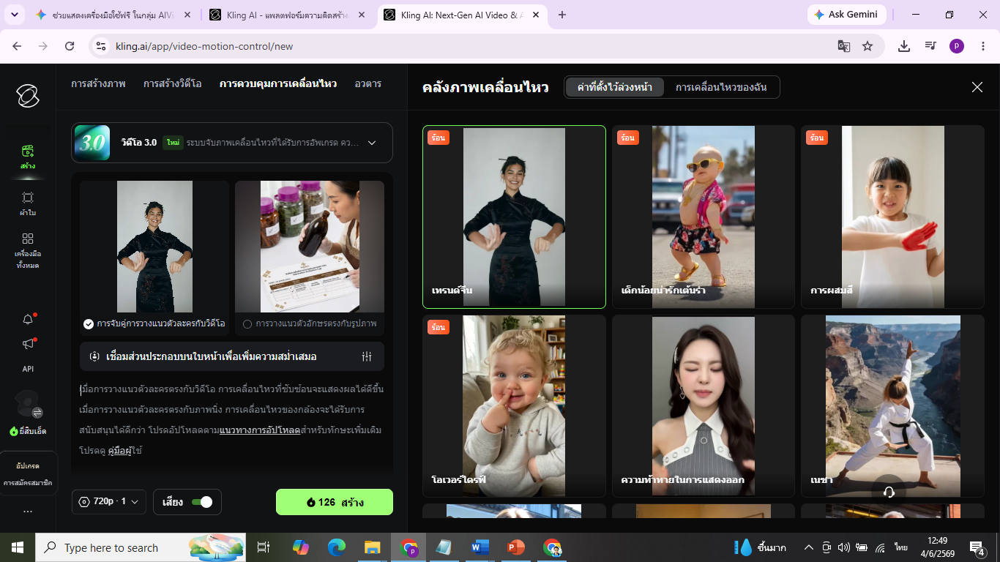 ช่วยแสดงเครื่องมือใช้ฟรี ในกลุ่ม AIVi
Kling AI - แพลตฟอร์มความคิดสร้าง
Kling AI: Next-Gen AI Video & A
Ask Gemini
kling.ai/app/video-motion-control/new
p
การสร้างภาพ
การสร้างวิดีโอ
การควบคุมการเคลื่อนไหว
อวตาร
คลังภาพเคลื่อนไหว
ค่าที่ตั้งไว้ล่วงหน้า
การเคลื่อนไหวของฉัน
3.0
วิดีโอ 3.0
ใหม่
ระบบจับภาพเคลื่อนไหวที่ได้รับการอัพเกรด คว...
สร้าง
ผ้าใบ
เครื่องมือ
ทั้งหมด
API
ยี่สิบเอ็ด
อัปเกรด
การสมัครสมาชิก
การจับคู่การวางแนวตัวละครกับวิดีโอ
การวางแนวตัวอักษรตรงกับรูปภาพ
เชื่อมส่วนประกอบบนใบหน้าเพื่อเพิ่มความสม่ำเสมอ
เมื่อการวางแนวตัวละครตรงกับวิดีโอ การเคลื่อนไหวที่ซับซ้อนจะแสดงผลได้ดีขึ้น
เมื่อการวางแนวตัวละครตรงกับภาพนิ่ง การเคลื่อนไหวของกล้องจะได้รับการ
สนับสนุนได้ดีกว่า โปรดอัปโหลดตามแนวทางการอัปโหลดสำหรับทักษะเพิ่มเติม
โปรดดู คู่มือผู้ใช้
720p · 1
เสียง
126 สร้าง
ร้อน
เทรนด์จีน
ร้อน
เด็กน้อยน่ารักเต้นรำ
ร้อน
การผสมสี
ร้อน
โอเวอร์ไดรฟ์
ความท้าทายในการแสดงออก
เนซา
Type here to search
ขึ้นมาก
ไทย
12:49
4/6/2569
4